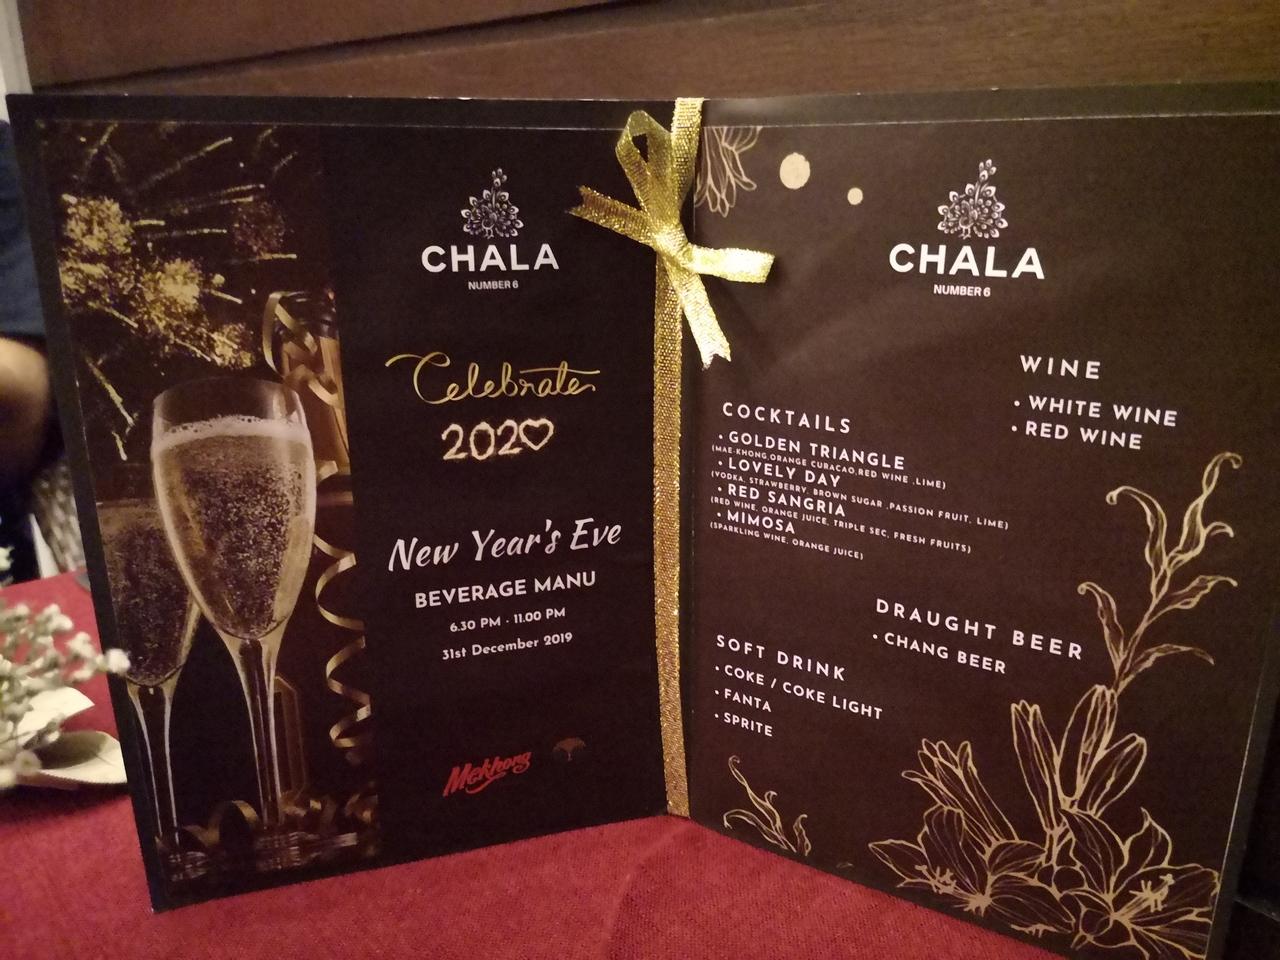 CHALA
NUMBER 6
Celebrate
2020
New Year's Eve
BEVERAGE MANU
6.30 PM - 11.00 PM
31st December 2019
Mekhong
CHALA
NUMBER 6
WINE
• WHITE WINE
• RED WINE
COCKTAILS
• GOLDEN TRIANGLE
(MAE-KHONG,ORANGE CURACAO,RED WINE ,LIME)
• LOVELY DAY
(VODKA, STRAWBERRY, BROWN SUGAR ,PASSION FRUIT, LIME)
• RED SANGRIA
(RED WINE, ORANGE JUICE, TRIPLE SEC, FRESH FRUITS)
• MIMOSA
(SPARKLING WINE, ORANGE JUICE)
DRAUGHT BEER
• CHANG BEER
SOFT DRINK
• COKE / COKE LIGHT
• FANTA
• SPRITE